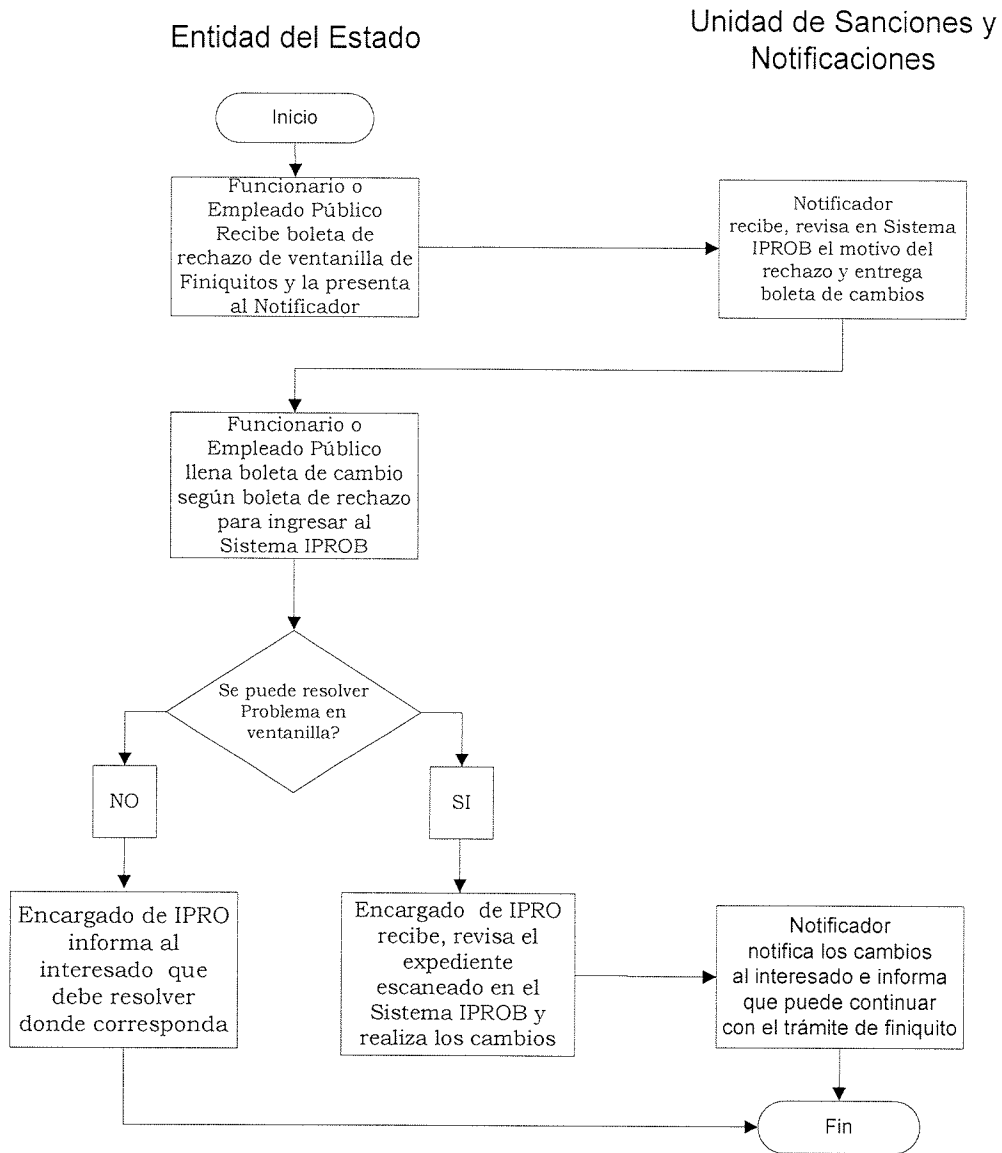 Entidad del Estado
Unidad de Sanciones y
Notificaciones
Inicio
Funcionario o
Empleado Público
Recibe boleta de
rechazo de ventanilla de
Finiquitos y la presenta
al Notificador
Notificador
recibe, revisa en Sistema
IPROB el motivo del
rechazo y entrega
boleta de cambios
Funcionario o
Empleado Público
llena boleta de cambio
según boleta de rechazo
para ingresar al
Sistema IPROB
Se puede resolver
Problema en
ventanilla?
NO
SI
Encargado de IPRO
informa al
interesado que
debe resolver
donde corresponda
Encargado de IPRO
recibe, revisa el
expediente
escaneado en el
Sistema IPROB y
realiza los cambios
Notificador
notifica los cambios
al interesado e informa
que puede continuar
con el trámite de finiquito
Fin